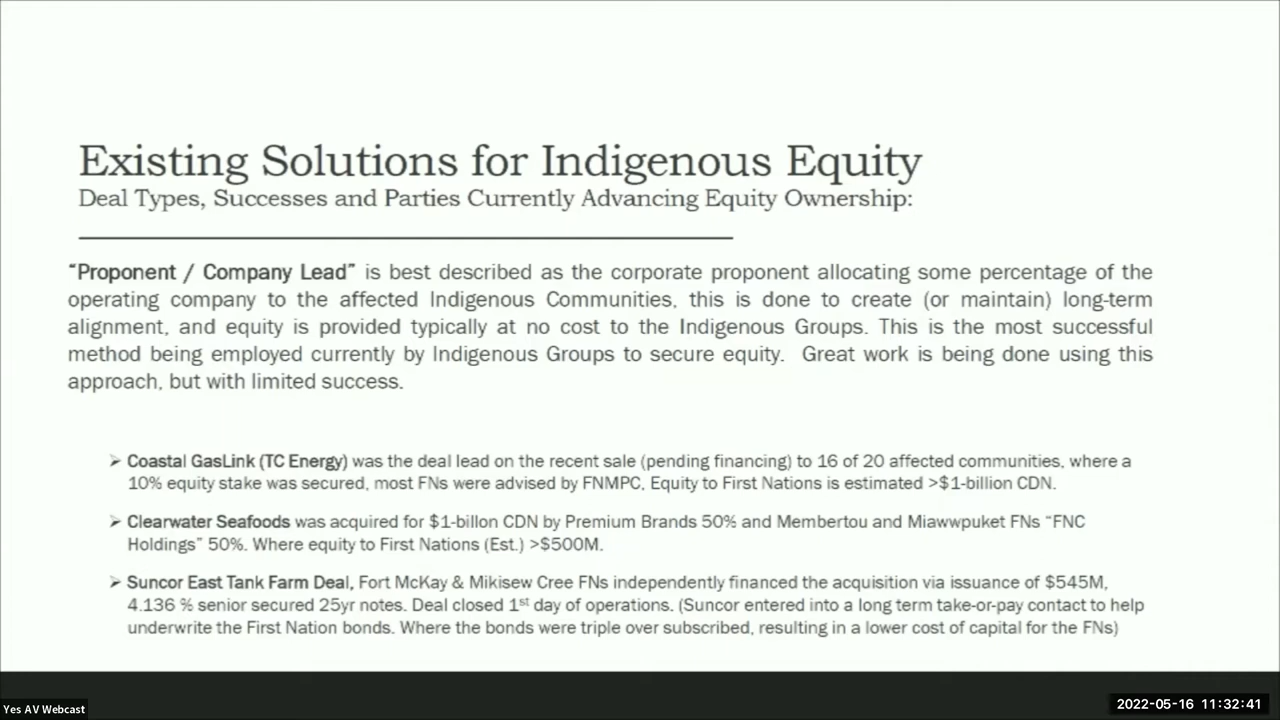 Existing Solutions for Indigenous Equity
Deal Types, Successes and Parties Currently Advancing Equity Ownership:
“Proponent / Company Lead” is best described as the corporate proponent allocating some percentage of the
operating company to the affected Indigenous Communities, this is done to create (or maintain) long-term
alignment, and equity is provided typically at no cost to the Indigenous Groups. This is the most successful
method being employed currently by Indigenous Groups to secure equity.  Great work is being done using this
approach, but with limited success.
➢ Coastal GasLink (TC Energy) was the deal lead on the recent sale (pending financing) to 16 of 20 affected communities, where a
10% equity stake was secured, most FNs were advised by FNMPC, Equity to First Nations is estimated >$1-billion CDN.
➢ Clearwater Seafoods was acquired for $1-billon CDN by Premium Brands 50% and Membertou and Miawwpuket FNs “FNC
Holdings” 50%. Where equity to First Nations (Est.) >$500M.
➢ Suncor East Tank Farm Deal, Fort McKay & Mikisew Cree FNs independently financed the acquisition via issuance of $545M,
4.136 % senior secured 25yr notes. Deal closed 1st day of operations. (Suncor entered into a long term take-or-pay contact to help
underwrite the First Nation bonds. Where the bonds were triple over subscribed, resulting in a lower cost of capital for the FNs)
Yes AV Webcast
2022-05-16 11:32:41